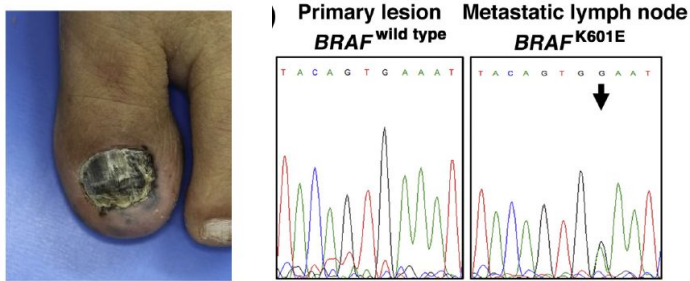 )
Primary lesion
BRAF wild type
T A C A G T G A A A T
Metastatic lymph node
BRAF K601E
T A C A G T G G A A T